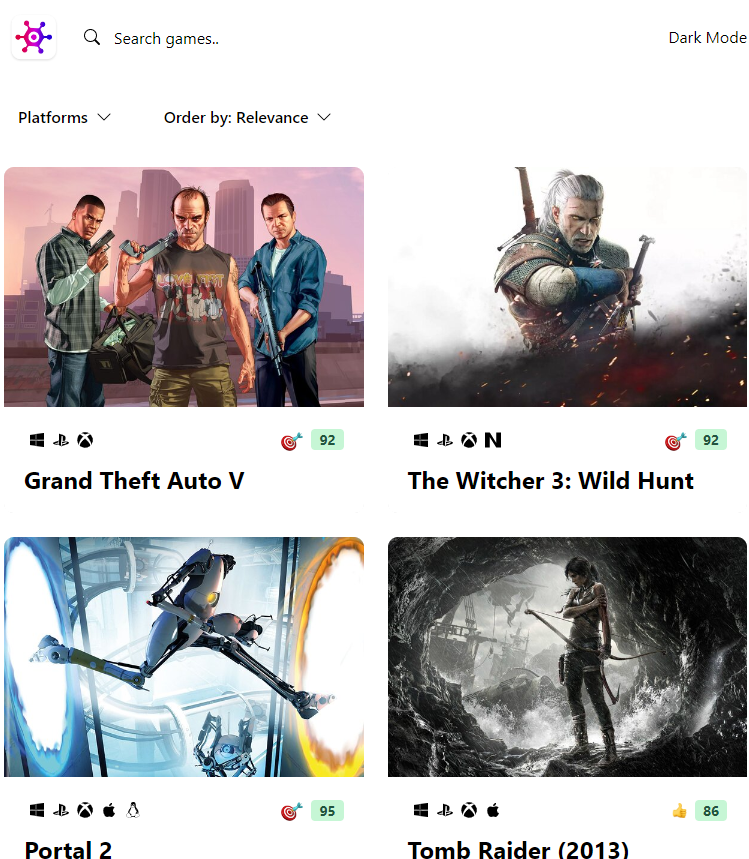 Search games..
Dark Mode
Platforms
Order by: Relevance
92
92
Grand Theft Auto V
The Witcher 3: Wild Hunt
95
86
Portal 2
Tomb Raider (2013)